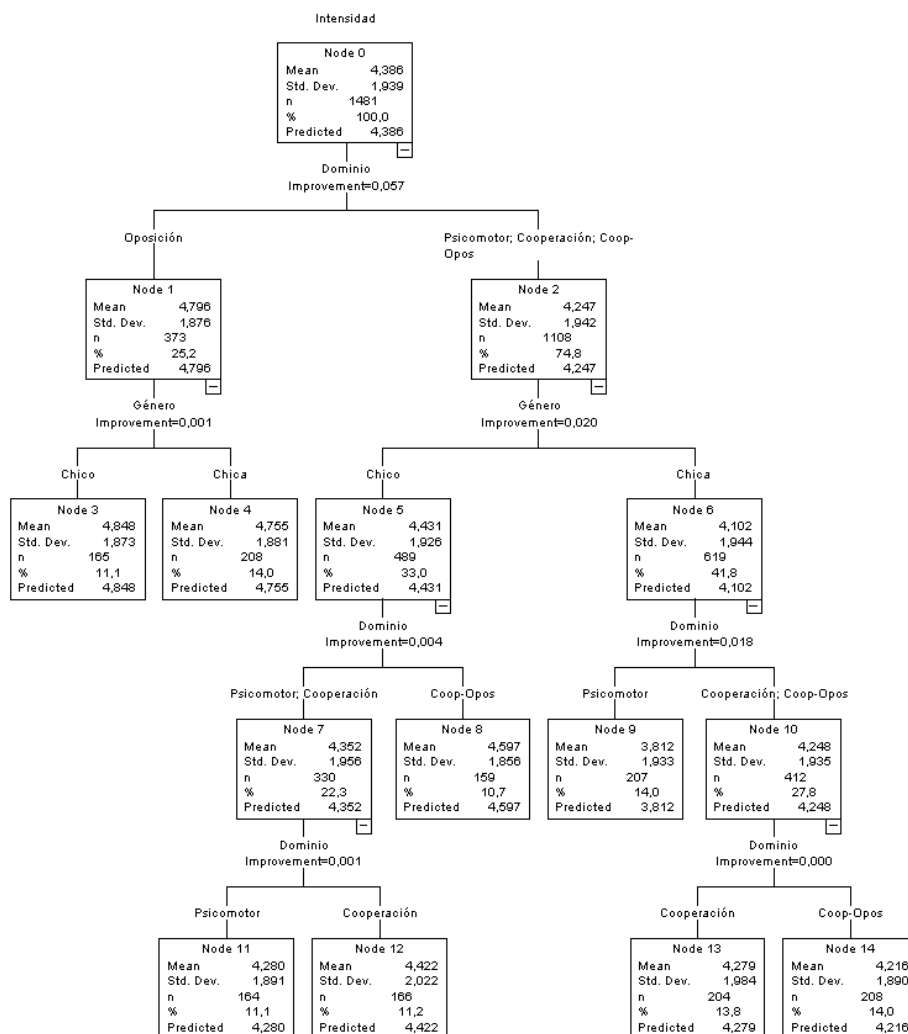 Intensidad
Node 0
Mean 4,386
Std. Dev. 1,939
n 1481
% 100,0
Predicted 4,386
Dominio
Improvement=0,057
Oposición
Psicomotor; Cooperación; Coop-
Opos
Node 1
Mean 4,796
Std. Dev. 1,876
n 373
% 25,2
Predicted 4,796
Node 2
Mean 4,247
Std. Dev. 1,942
n 1108
% 74,8
Predicted 4,247
Género
Improvement=0,001
Género
Improvement=0,020
Chico
Chica
Chico
Chica
Node 3
Mean 4,848
Std. Dev. 1,873
n 165
% 11,1
Predicted 4,848
Node 4
Mean 4,755
Std. Dev. 1,881
n 208
% 14,0
Predicted 4,755
Node 5
Mean 4,431
Std. Dev. 1,926
n 489
% 33,0
Predicted 4,431
Node 6
Mean 4,102
Std. Dev. 1,944
n 619
% 41,8
Predicted 4,102
Dominio
Improvement=0,004
Dominio
Improvement=0,018
Psicomotor; Cooperación
Coop-Opos
Psicomotor
Cooperación; Coop-Opos
Node 7
Mean 4,352
Std. Dev. 1,956
n 330
% 22,3
Predicted 4,352
Node 8
Mean 4,597
Std. Dev. 1,856
n 159
% 10,7
Predicted 4,597
Node 9
Mean 3,812
Std. Dev. 1,933
n 207
% 14,0
Predicted 3,812
Node 10
Mean 4,248
Std. Dev. 1,935
n 412
% 27,8
Predicted 4,248
Dominio
Improvement=0,001
Dominio
Improvement=0,000
Psicomotor
Cooperación
Cooperación
Coop-Opos
Node 11
Mean 4,280
Std. Dev. 1,891
n 164
% 11,1
Predicted 4,280
Node 12
Mean 4,422
Std. Dev. 2,022
n 166
% 11,2
Predicted 4,422
Node 13
Mean 4,279
Std. Dev. 1,984
n 204
% 13,8
Predicted 4,279
Node 14
Mean 4,216
Std. Dev. 1,890
n 208
% 14,0
Predicted 4,216